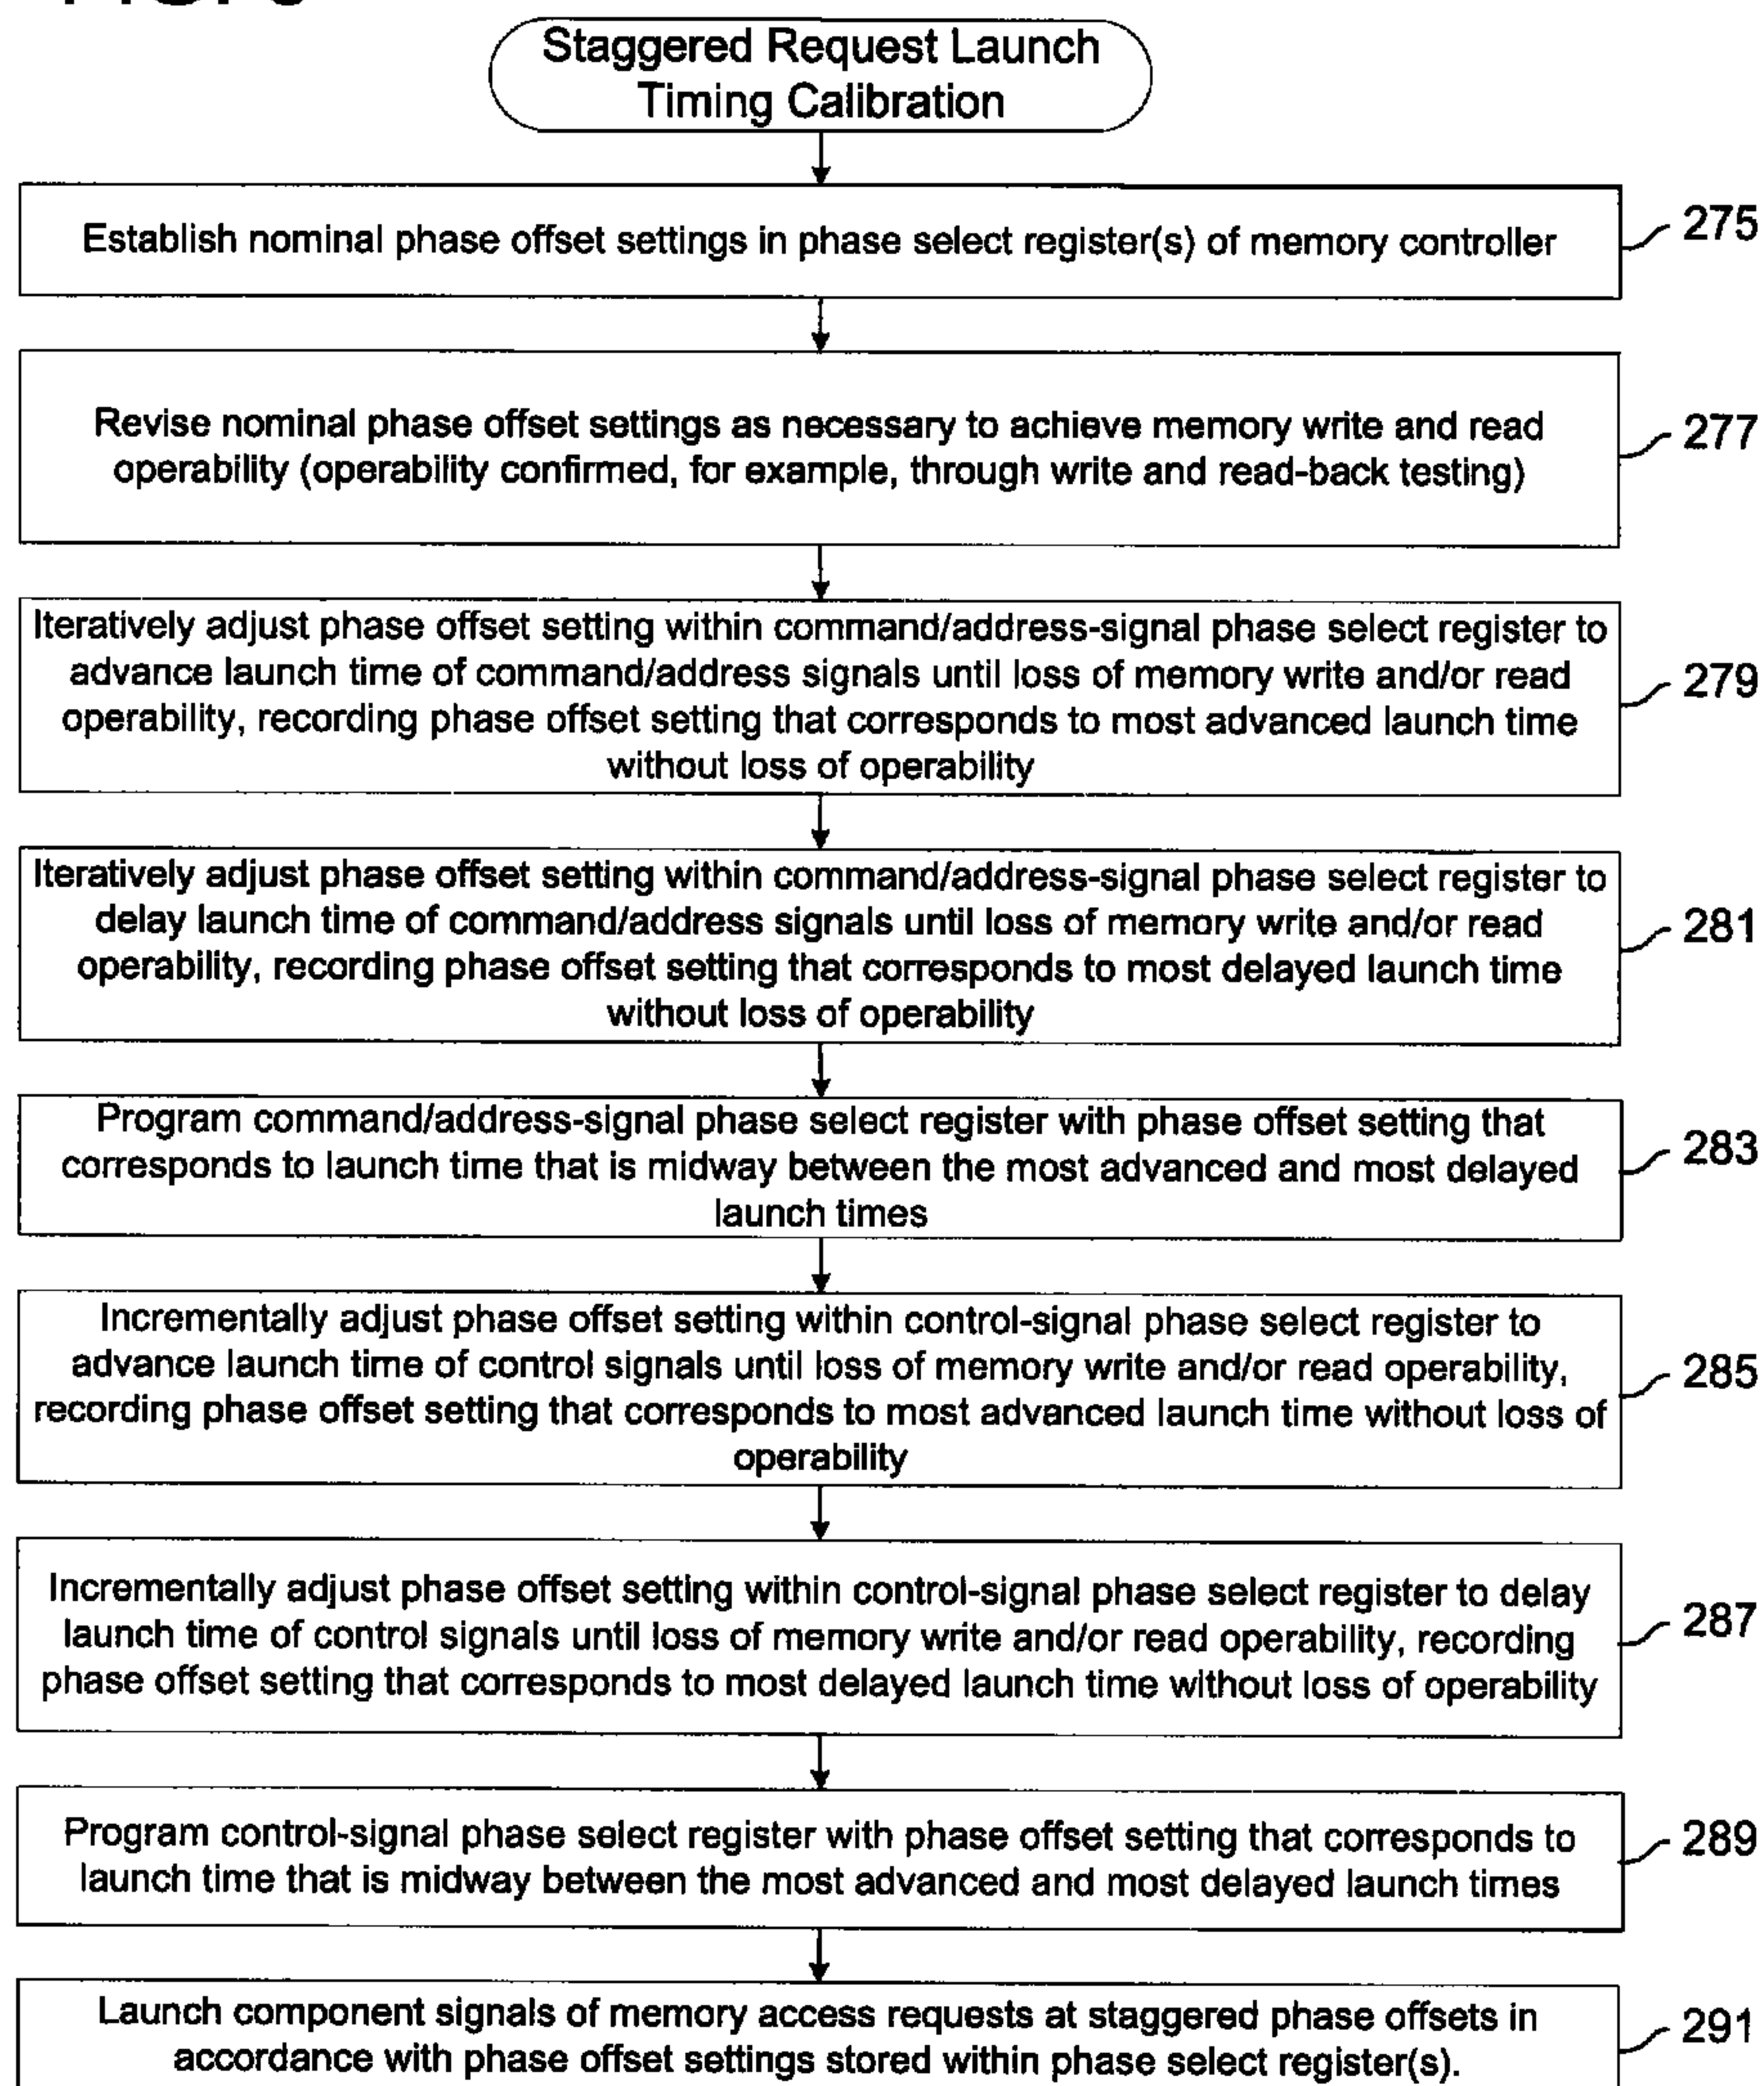 Staggered Request Launch
Timing Calibration
Establish nominal phase offset settings in phase select register(s) of memory controller
275
Revise nominal phase offset settings as necessary to achieve memory write and read
operability (operability confirmed, for example, through write and read-back testing)
277
Iteratively adjust phase offset setting within command/address-signal phase select register to
advance launch time of command/address signals until loss of memory write and/or read
operability, recording phase offset setting that corresponds to most advanced launch time
without loss of operability
279
Iteratively adjust phase offset setting within command/address-signal phase select register to
delay launch time of command/address signals until loss of memory write and/or read
operability, recording phase offset setting that corresponds to most delayed launch time
without loss of operability
281
Program command/address-signal phase select register with phase offset setting that
corresponds to launch time that is midway between the most advanced and most delayed
launch times
283
Incrementally adjust phase offset setting within control-signal phase select register to
advance launch time of control signals until loss of memory write and/or read operability,
recording phase offset setting that corresponds to most advanced launch time without loss of
operability
285
Incrementally adjust phase offset setting within control-signal phase select register to delay
launch time of control signals until loss of memory write and/or read operability, recording
phase offset setting that corresponds to most delayed launch time without loss of operability
287
Program control-signal phase select register with phase offset setting that corresponds to
launch time that is midway between the most advanced and most delayed launch times
289
Launch component signals of memory access requests at staggered phase offsets in
accordance with phase offset settings stored within phase select register(s).
291